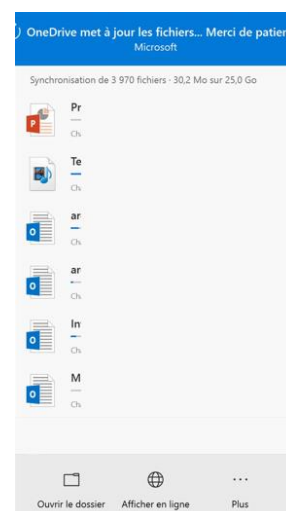 OneDrive met à jour les fichiers... Merci de patier
Microsoft
Synchronisation de 3 970 fichiers - 30,2 Mo sur 25,0 Go
Pr
Ch
Te
Ch
ar
Ch
ar
Ch
In
Ch
M
Ch
Ouvrir le dossier Afficher en ligne Plus